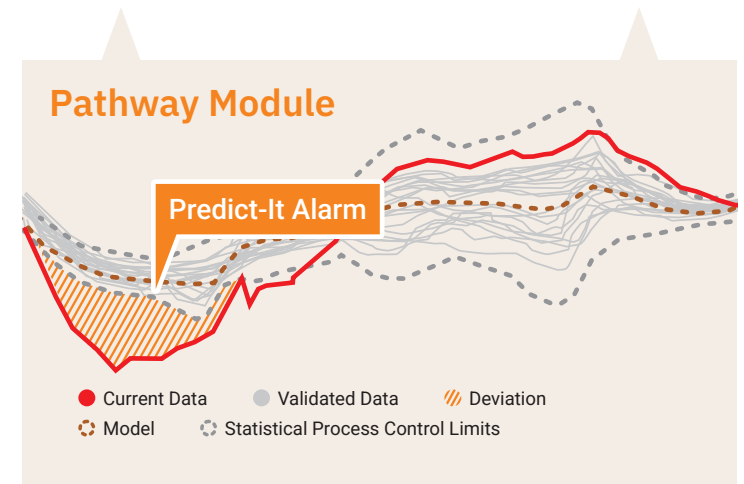 Pathway Module
Predict-It Alarm
Current Data
Validated Data
Deviation
Model
Statistical Process Control Limits